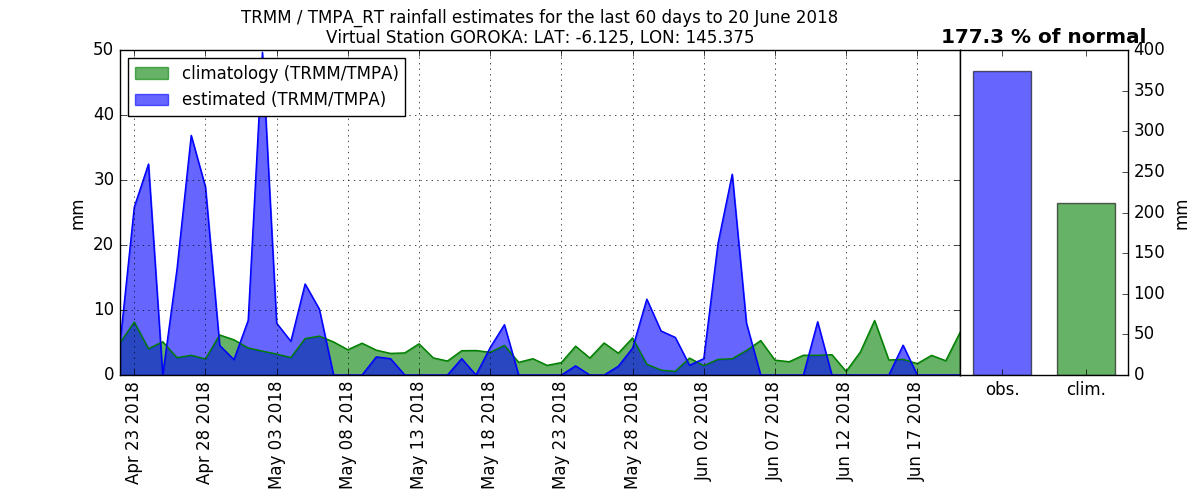 TRMM / TMPA_RT rainfall estimates for the last 60 days to 20 June 2018
Virtual Station GOROKA: LAT: -6.125, LON: 145.375
177.3 % of normal
climatology (TRMM/TMPA)
estimated (TRMM/TMPA)
50
40
30
20
10
0
mm
Apr 23 2018
Apr 28 2018
May 03 2018
May 08 2018
May 13 2018
May 18 2018
May 23 2018
May 28 2018
Jun 02 2018
Jun 07 2018
Jun 12 2018
Jun 17 2018
400
350
300
250
200
150
100
50
0
mm
obs.
clim.